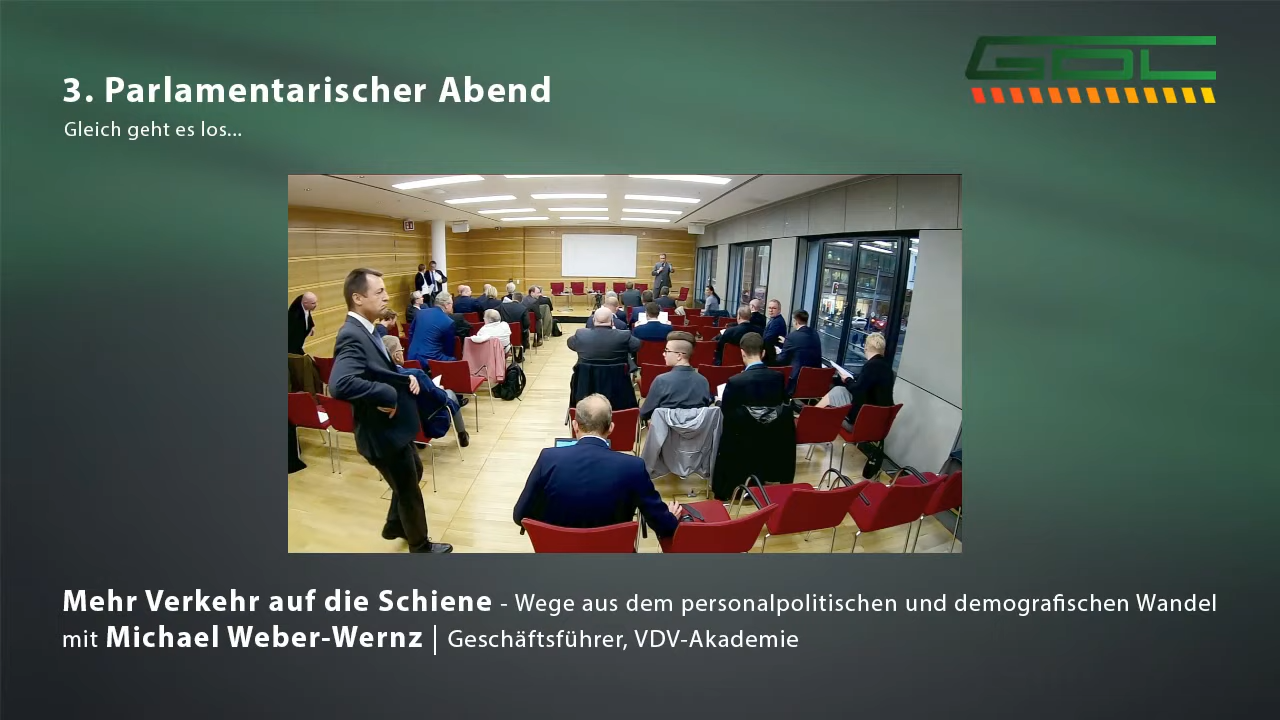 GDL
3. Parlamentarischer Abend
Gleich geht es los...
Mehr Verkehr auf die Schiene - Wege aus dem personalpolitischen und demografischen Wandel
mit Michael Weber-Wernz | Geschäftsführer, VDV-Akademie